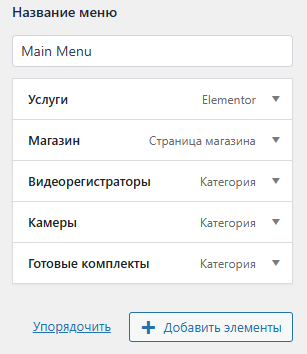 Название меню
Main Menu
Услуги Elementor
Магазин Страница магазина
Видеорегистраторы Категория
Камеры Категория
Готовые комплекты Категория
Упорядочить Добавить элементы